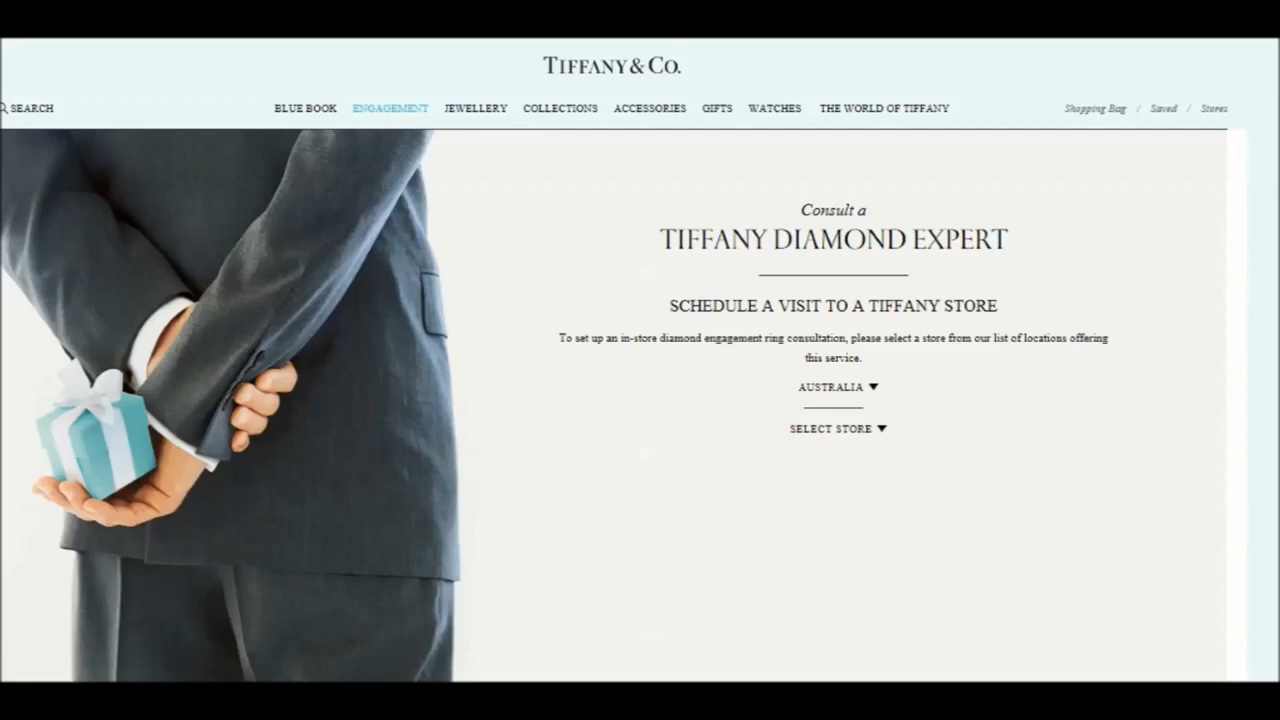 TIFFANY & CO.
SEARCH
BLUE BOOK ENGAGEMENT JEWELLERY COLLECTIONS ACCESSORIES GIFTS WATCHES THE WORLD OF TIFFANY
Shopping Bag / Saved / Stores
Consult a
TIFFANY DIAMOND EXPERT
SCHEDULE A VISIT TO A TIFFANY STORE
To set up an in-store diamond engagement ring consultation, please select a store from our list of locations offering
this service.
AUSTRALIA
SELECT STORE